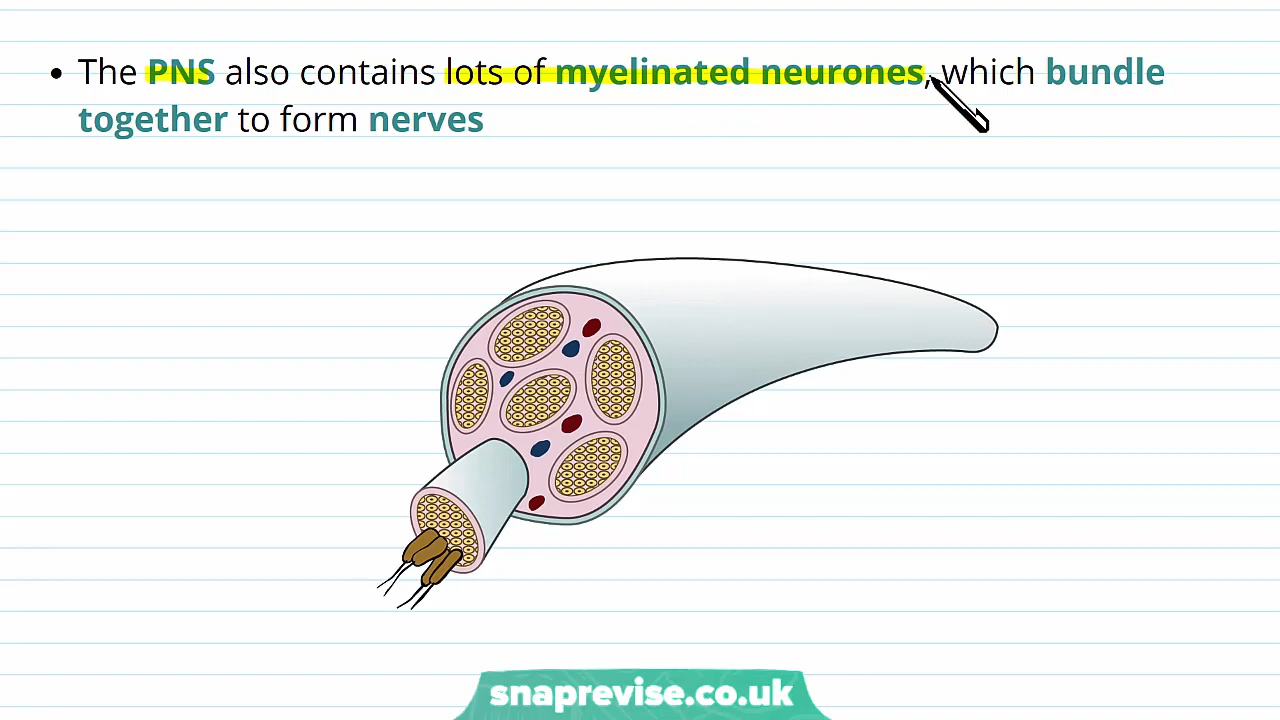 • The PNS also contains lots of myelinated neurones, which bundle
together to form nerves
snaprevise.co.uk